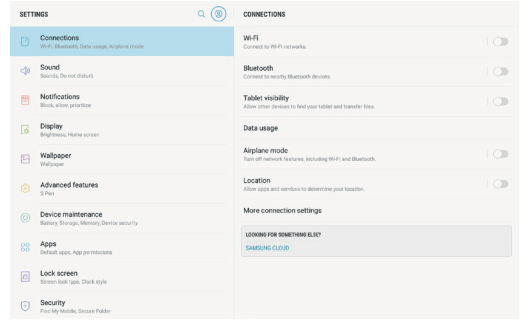 SETTINGS
Connections
Wi-Fi, Bluetooth, Data usage, Airplane mode
Sound
Sounds, Do not disturb
Notifications
Block, allow, prioritize
Display
Brightness, Home screen
Wallpaper
Wallpaper
Advanced features
S Pen
Device maintenance
Battery, Storage, Memory, Device security
Apps
Default apps, App permissions
Lock screen
Screen lock type, Clock style
Security
Find My Mobile, Secure Folder
CONNECTIONS
Wi-Fi
Connect to Wi-Fi networks.
Bluetooth
Connect to nearby Bluetooth devices.
Tablet visibility
Allow other devices to find your tablet and transfer files.
Data usage
Airplane mode
Turn off network features, including Wi-Fi and Bluetooth.
Location
Allow apps and services to determine your location.
More connection settings
LOOKING FOR SOMETHING ELSE?
SAMSUNG CLOUD